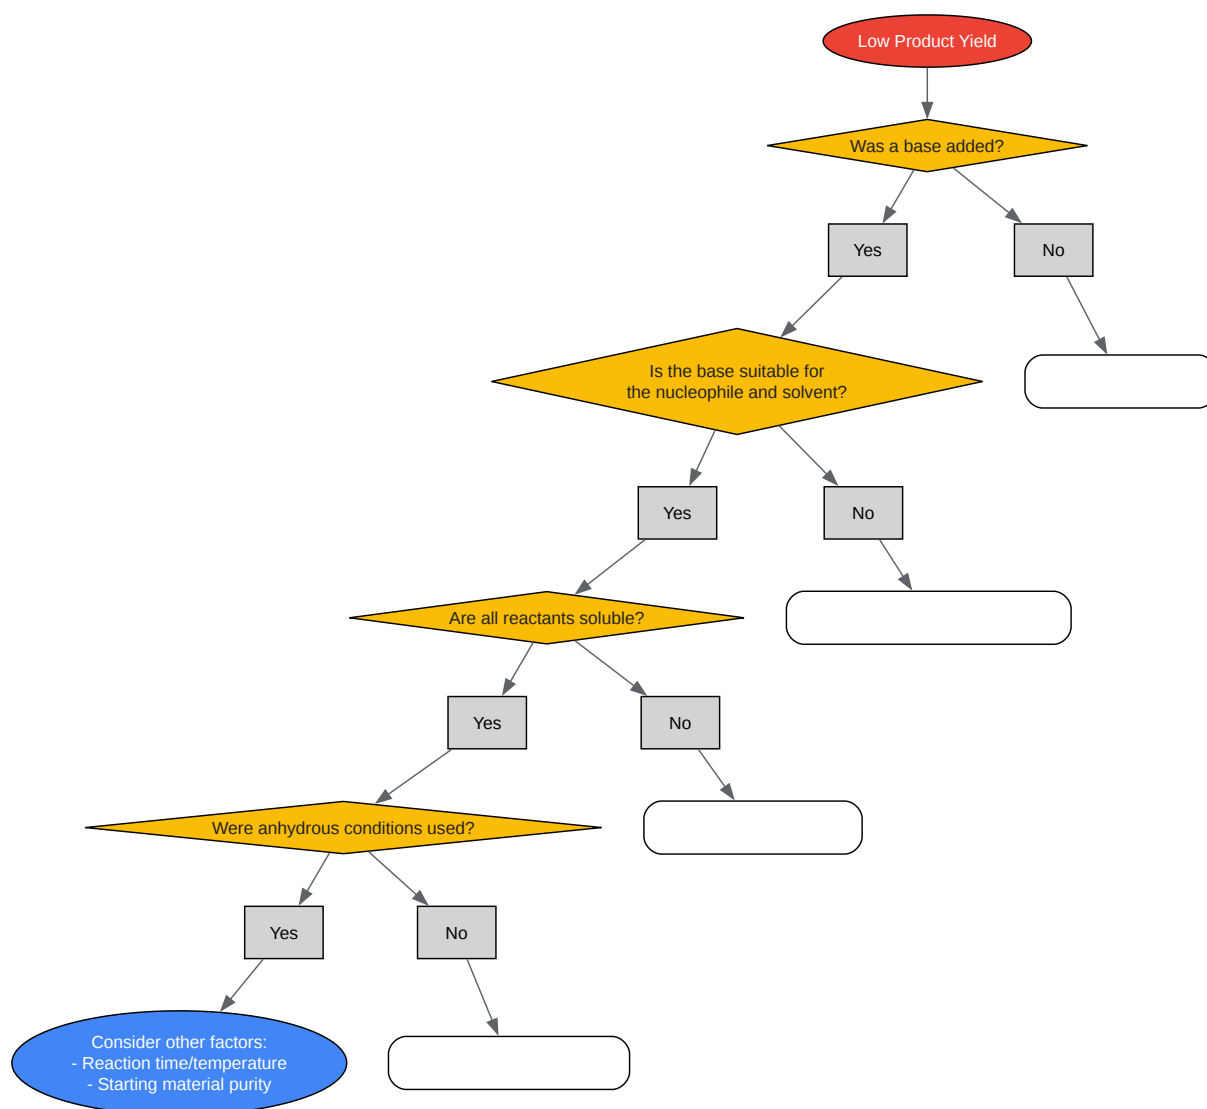 Low Product Yield
Was a base added?
Yes
No
Is the base suitable for
the nucleophile and solvent?
Yes
No
Are all reactants soluble?
Yes
No
Were anhydrous conditions used?
Yes
No
Consider other factors:
- Reaction time/temperature
- Starting material purity